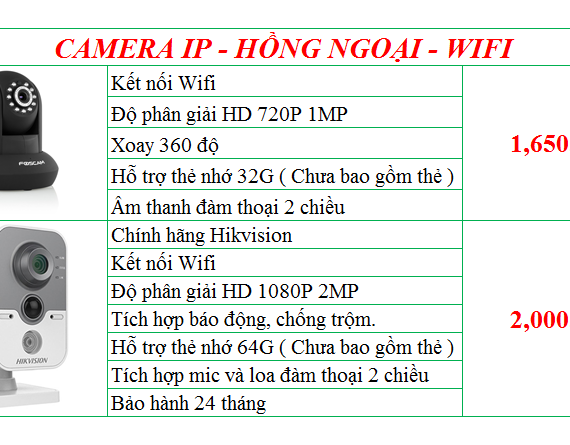 CAMERA IP - HỒNG NGOẠI - WIFI
FOSCAM
Kết nối Wifi
Độ phân giải HD 720P 1MP
Xoay 360 độ
Hỗ trợ thẻ nhớ 32G ( Chưa bao gồm thẻ )
Âm thanh đàm thoại 2 chiều
1,650
HIKVISION
Chính hãng Hikvision
Kết nối Wifi
Độ phân giải HD 1080P 2MP
Tích hợp báo động, chống trộm.
Hỗ trợ thẻ nhớ 64G ( Chưa bao gồm thẻ )
Tích hợp mic và loa đàm thoại 2 chiều
Bảo hành 24 tháng
2,000